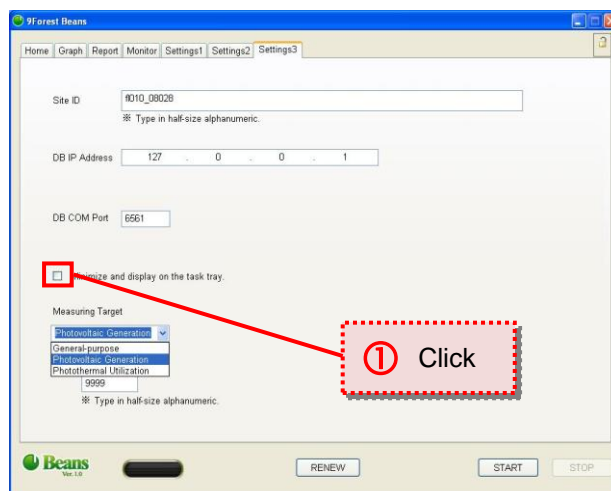 9Forest Beans
Home Graph Report Monitor Settings1 Settings2 Settings3
Site ID fl010_08028
※ Type in half-size alphanumeric.
DB IP Address 127 . 0 . 0 . 1
DB COM Port 6561
Minimize and display on the task tray.
Measuring Target
Photovoltaic Generation
General-purpose
Photovoltaic Generation
Photothermal Utilization
9999
※ Type in half-size alphanumeric.
① Click
Beans
Ver. 1.0
RENEW START STOP